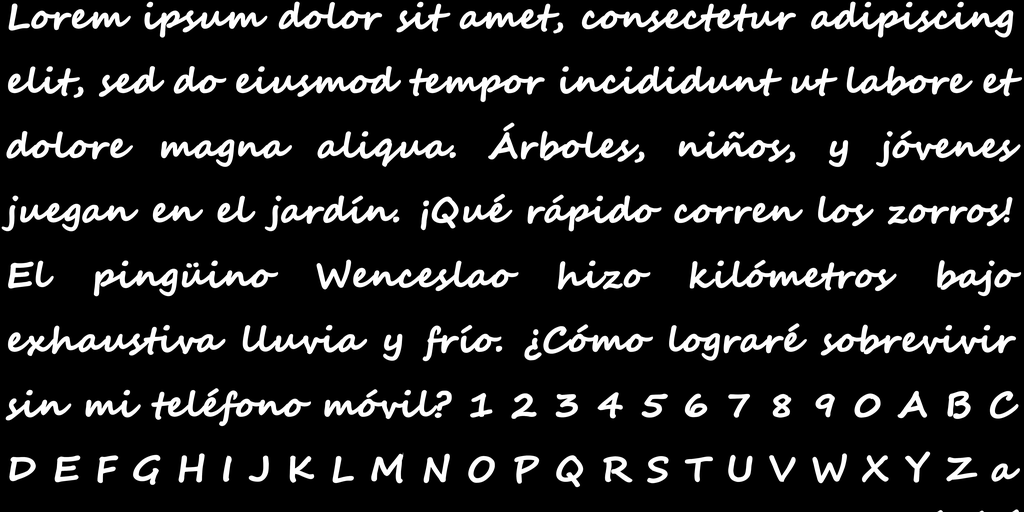 Lorem ipsum dolor sit amet, consectetur adipiscing
elit, sed do eiusmod tempor incididunt ut labore et
dolore magna aliqua. Árboles, niños, y jóvenes
juegan en el jardín. ¡Qué rápido corren los zorros!
El pingüino Wenceslao hizo kilómetros bajo
exhaustiva lluvia y frío. ¿Cómo lograré sobrevivir
sin mi teléfono móvil? 1 2 3 4 5 6 7 8 9 0 A B C
D E F G H I J K L M N O P Q R S T U V W X Y Z a